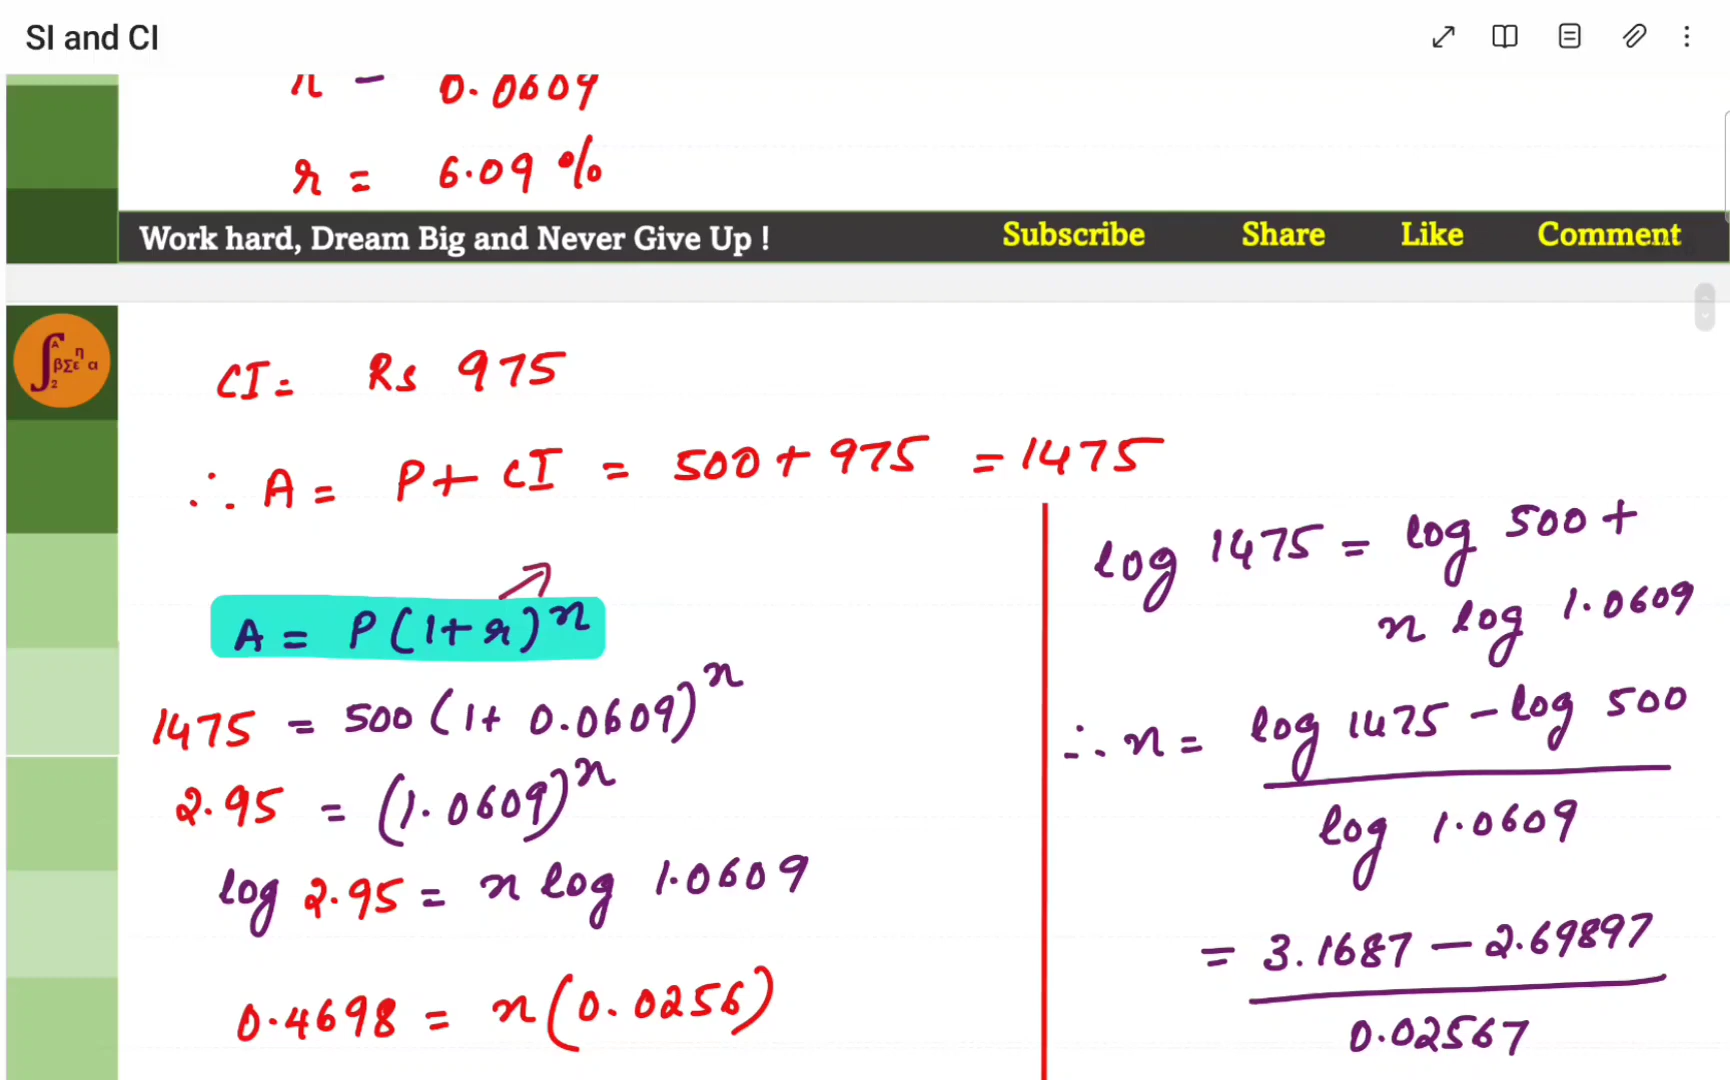 SI and CI
r = 0.0609
r = 6.09 %
Work hard, Dream Big and Never Give Up !
Subscribe Share Like Comment
CI = Rs 975
∴ A = P + CI = 500 + 975 = 1475
A = P(1+r)^n
1475 = 500(1+ 0.0609)^n
2.95 = (1.0609)^n
log 2.95 = n log 1.0609
0.4698 = n(0.0256)
log 1475 = log 500 +
n log 1.0609
∴ n = log 1475 - log 500
log 1.0609
= 3.1687 - 2.69897
0.02567